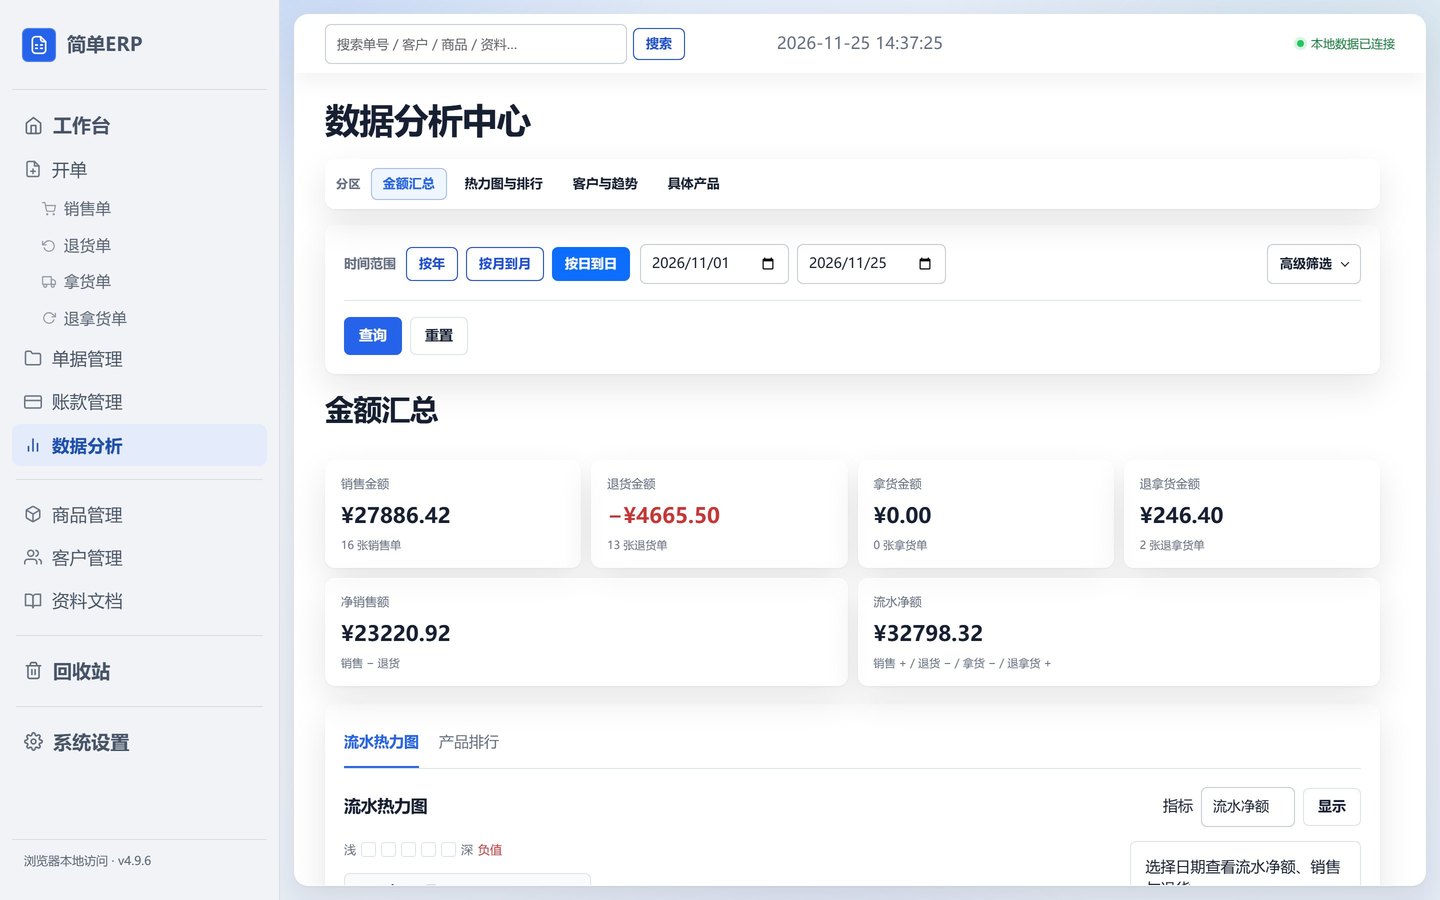 简单ERP
搜索单号 / 客户 / 商品 / 资料...
搜索
2026-11-25 14:37:25
本地数据已连接
工作台
开单
销售单
退货单
拿货单
退拿货单
单据管理
账款管理
数据分析
商品管理
客户管理
资料文档
回收站
系统设置
浏览器本地访问 · v4.9.6
数据分析中心
分区 金额汇总 热力图与排行 客户与趋势 具体产品
时间范围 按年 按月到月 按日到日 2026/11/01 2026/11/25 高级筛选
查询 重置
金额汇总
销售金额
¥27886.42
16 张销售单
退货金额
−¥4665.50
13 张退货单
拿货金额
¥0.00
0 张拿货单
退拿货金额
¥246.40
2 张退拿货单
净销售额
¥23220.92
销售 − 退货
流水净额
¥32798.32
销售 + / 退货 − / 拿货 − / 退拿货 +
流水热力图 产品排行
流水热力图
指标 流水净额 显示
浅 深 负值
选择日期查看流水净额、销售